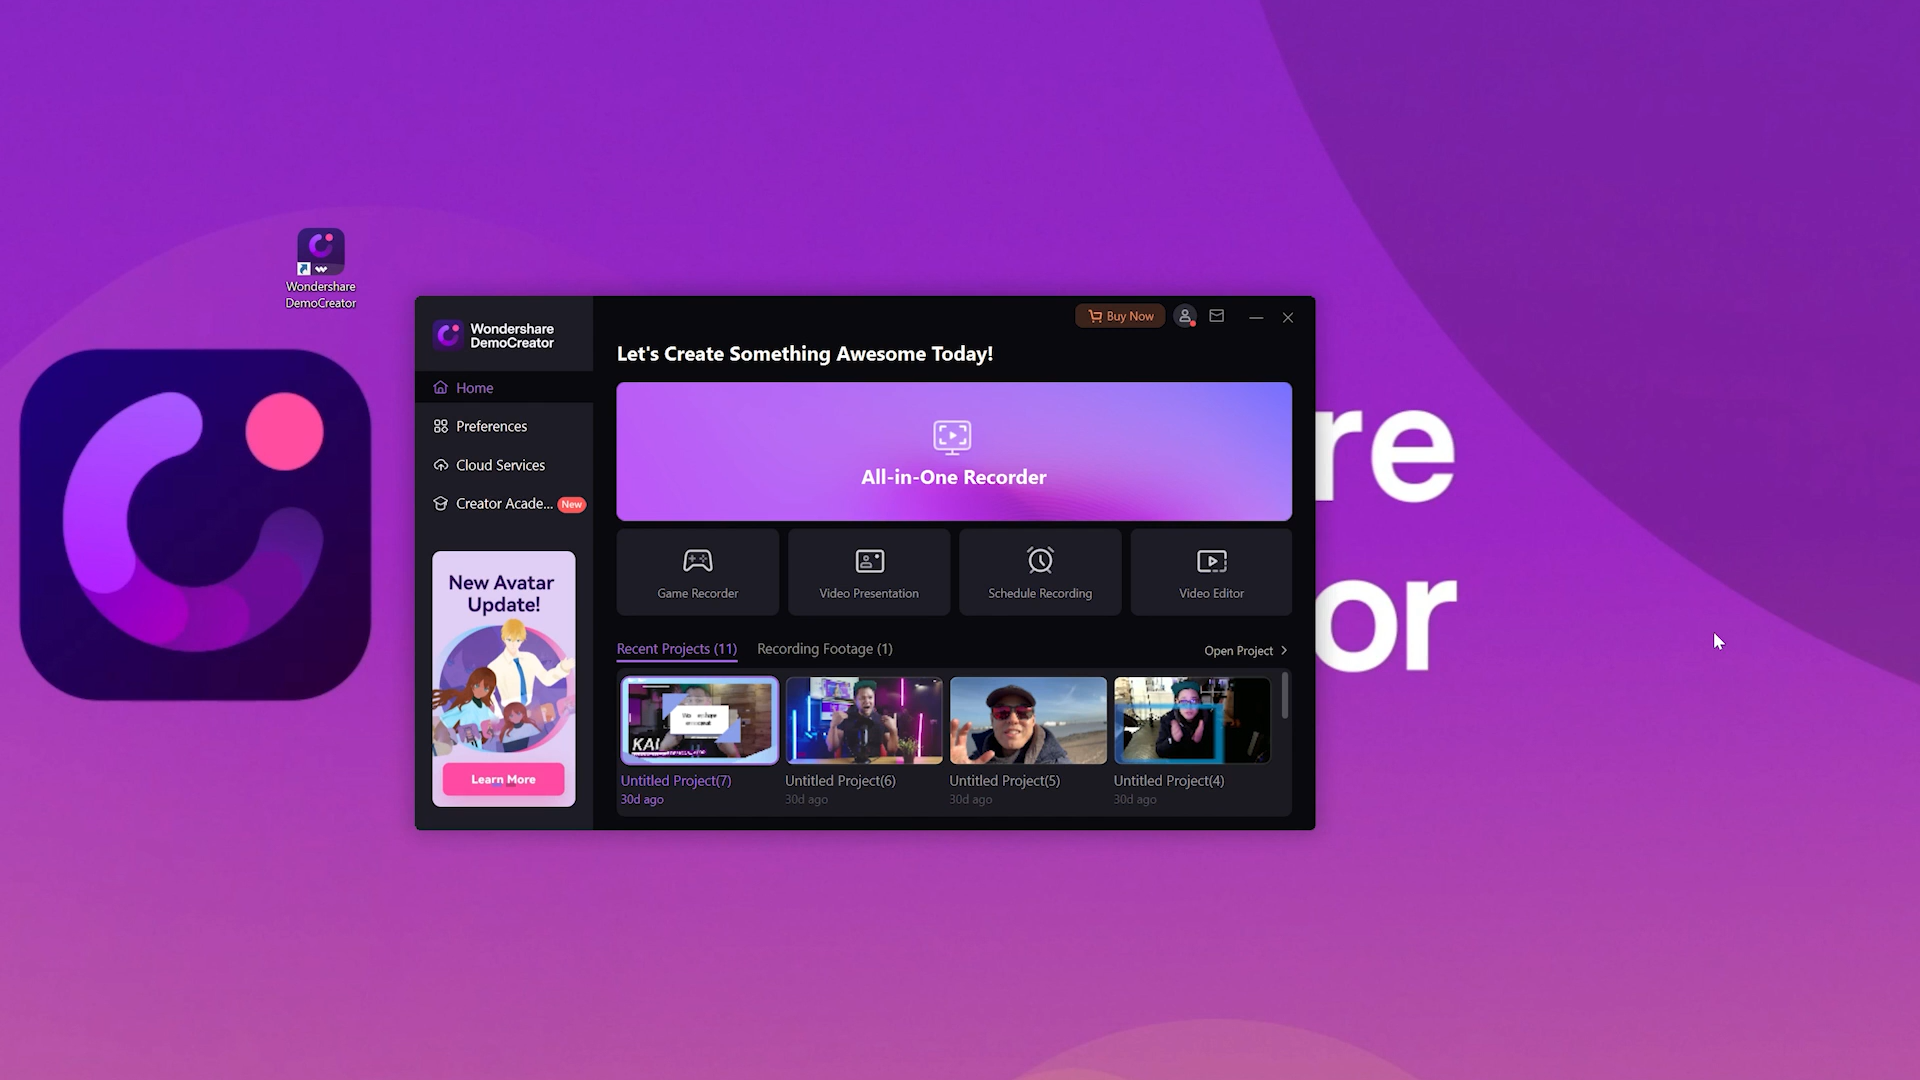 Wondershare
DemoCreator
Wondershare
DemoCreator
Buy Now
Let's Create Something Awesome Today!
Home
Preferences
Cloud Services
Creator Acade... New
All-in-One Recorder
Game Recorder
Video Presentation
Schedule Recording
Video Editor
New Avatar
Update!
Learn More
Recent Projects (11)
Recording Footage (1)
Open Project
KAI
Untitled Project(7)
30d ago
Untitled Project(6)
30d ago
Untitled Project(5)
30d ago
Untitled Project(4)
30d ago
re
or